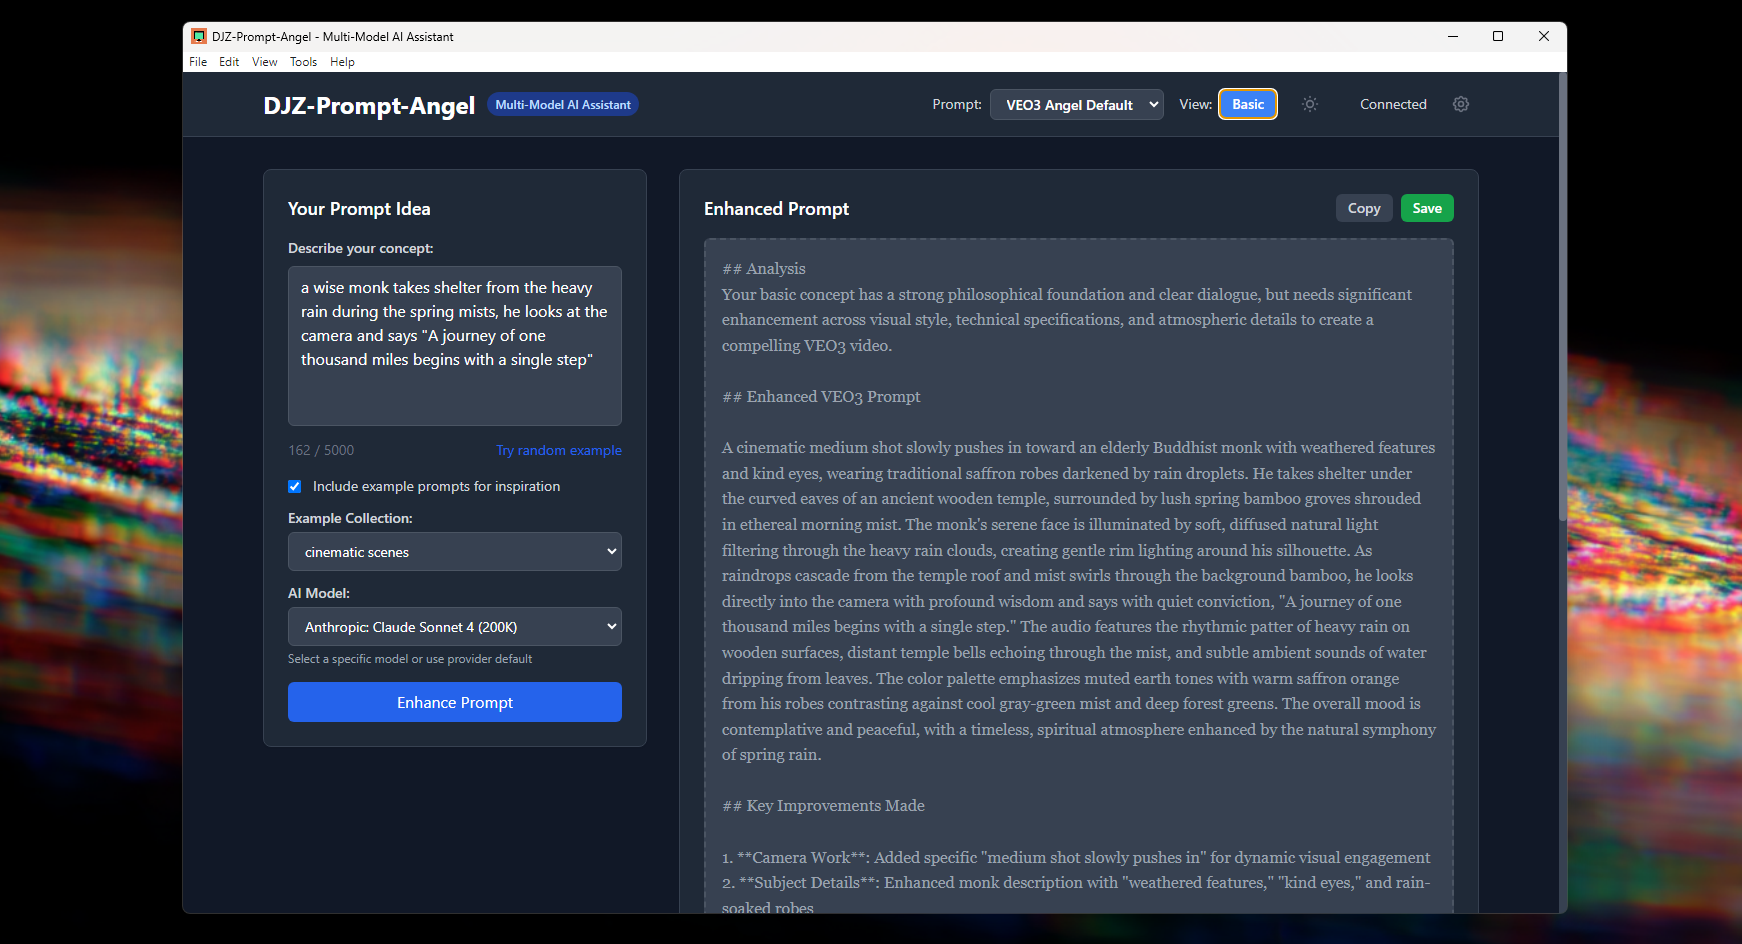 DJZ-Prompt-Angel - Multi-Model AI Assistant
File Edit View Tools Help
DJZ-Prompt-Angel Multi-Model AI Assistant Prompt: VEO3 Angel Default View: Basic Connected
Your Prompt Idea
Describe your concept:
a wise monk takes shelter from the heavy
rain during the spring mists, he looks at the
camera and says "A journey of one
thousand miles begins with a single step"
162 / 5000 Try random example
Include example prompts for inspiration
Example Collection:
cinematic scenes
AI Model:
Anthropic: Claude Sonnet 4 (200K)
Select a specific model or use provider default
Enhance Prompt
Enhanced Prompt Copy Save
## Analysis
Your basic concept has a strong philosophical foundation and clear dialogue, but needs significant
enhancement across visual style, technical specifications, and atmospheric details to create a
compelling VEO3 video.
## Enhanced VEO3 Prompt
A cinematic medium shot slowly pushes in toward an elderly Buddhist monk with weathered features
and kind eyes, wearing traditional saffron robes darkened by rain droplets. He takes shelter under
the curved eaves of an ancient wooden temple, surrounded by lush spring bamboo groves shrouded
in ethereal morning mist. The monk's serene face is illuminated by soft, diffused natural light
filtering through the heavy rain clouds, creating gentle rim lighting around his silhouette. As
raindrops cascade from the temple roof and mist swirls through the background bamboo, he looks
directly into the camera with profound wisdom and says with quiet conviction, "A journey of one
thousand miles begins with a single step." The audio features the rhythmic patter of heavy rain on
wooden surfaces, distant temple bells echoing through the mist, and subtle ambient sounds of water
dripping from leaves. The color palette emphasizes muted earth tones with warm saffron orange
from his robes contrasting against cool gray-green mist and deep forest greens. The overall mood is
contemplative and peaceful, with a timeless, spiritual atmosphere enhanced by the natural symphony
of spring rain.
## Key Improvements Made
1. **Camera Work**: Added specific "medium shot slowly pushes in" for dynamic visual engagement
2. **Subject Details**: Enhanced monk description with "weathered features," "kind eyes," and rain-
soaked robes